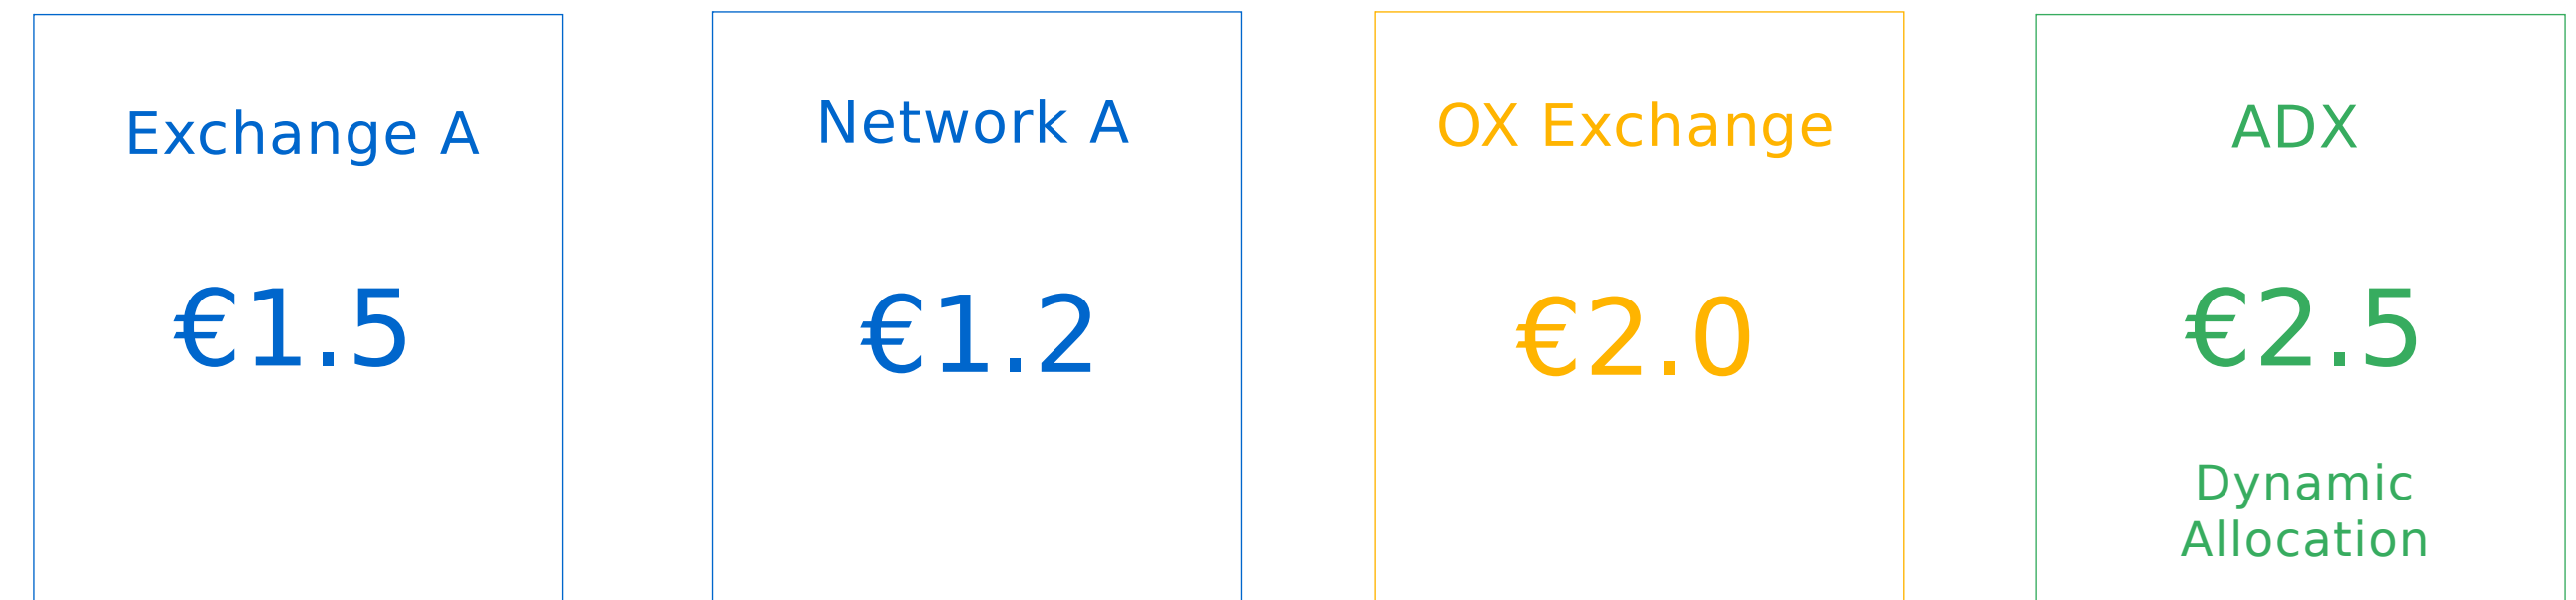 Exchange A
€1.5
Network A
€1.2
OX Exchange
€2.0
ADX
€2.5
Dynamic
Allocation